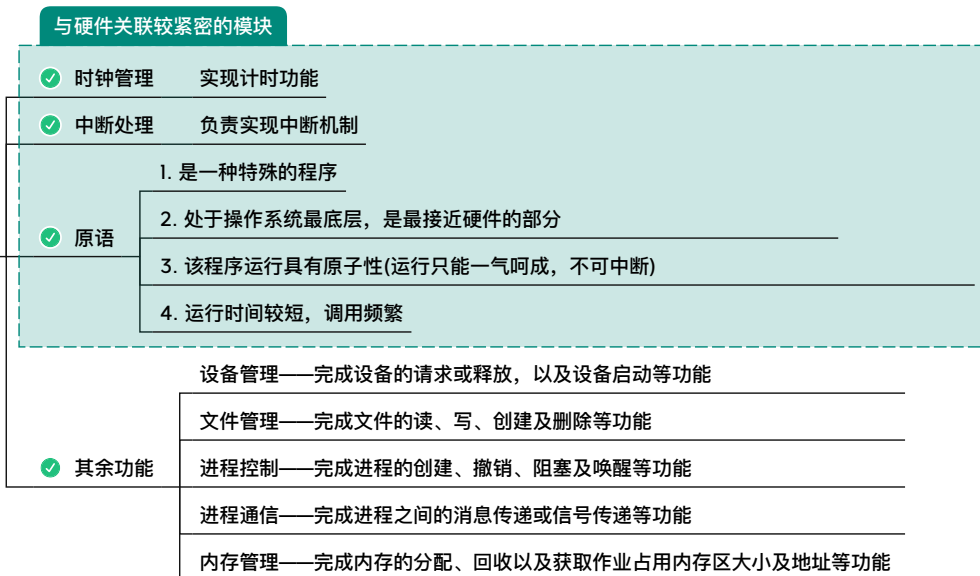 与硬件关联较紧密的模块
时钟管理 实现计时功能
中断处理 负责实现中断机制
原语
1. 是一种特殊的程序
2. 处于操作系统最底层，是最接近硬件的部分
3. 该程序运行具有原子性(运行只能一气呵成，不可中断)
4. 运行时间较短，调用频繁
其余功能
设备管理——完成设备的请求或释放，以及设备启动等功能
文件管理——完成文件的读、写、创建及删除等功能
进程控制——完成进程的创建、撤销、阻塞及唤醒等功能
进程通信——完成进程之间的消息传递或信号传递等功能
内存管理——完成内存的分配、回收以及获取作业占用内存区大小及地址等功能